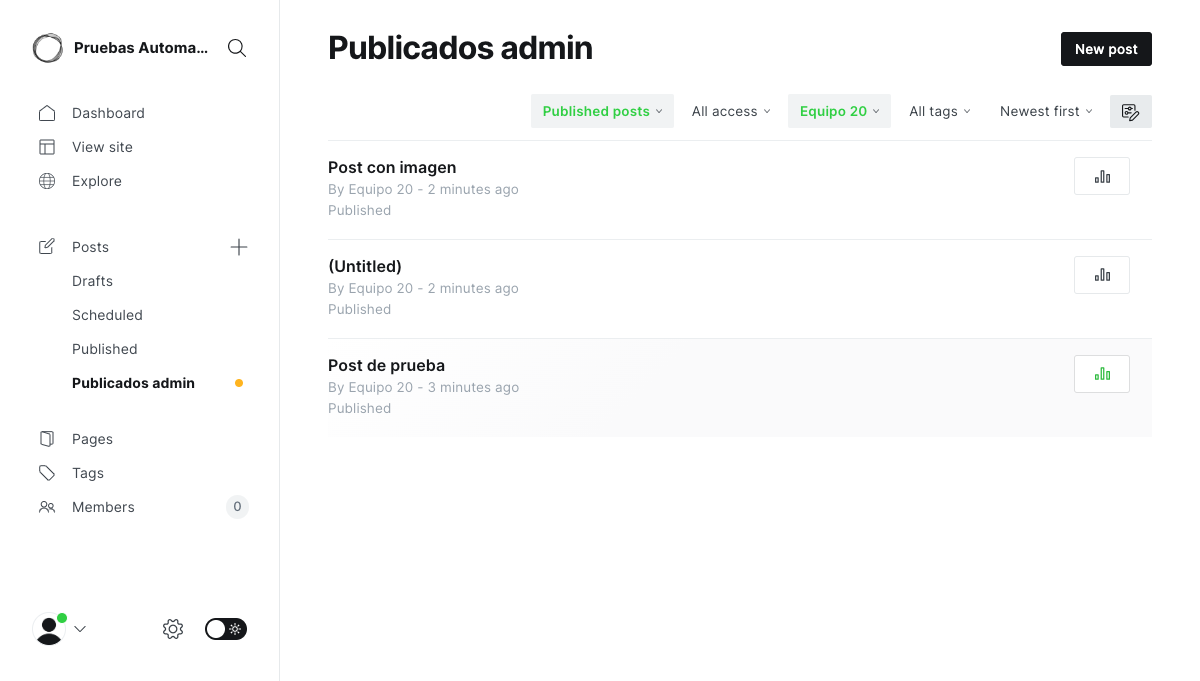 Pruebas Automa...
Dashboard
View site
Explore
Posts
Drafts
Scheduled
Published
Publicados admin
Pages
Tags
Members
0
Publicados admin
New post
Published posts
All access
Equipo 20
All tags
Newest first
Post con imagen
By Equipo 20 - 2 minutes ago
Published
(Untitled)
By Equipo 20 - 2 minutes ago
Published
Post de prueba
By Equipo 20 - 3 minutes ago
Published